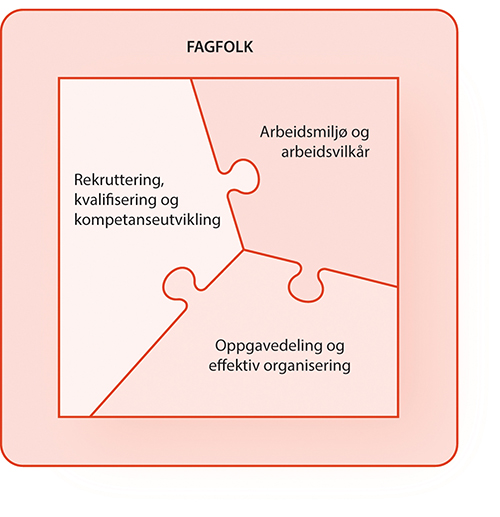 FAGFOLK
Arbeidsmiljø og
arbeidsvilkår
Rekruttering,
kvalifisering og
kompetanseutvikling
Oppgavedeling og
effektiv organisering